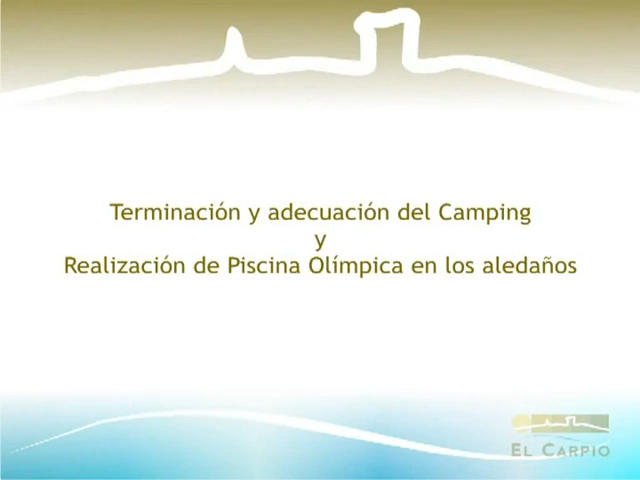 Terminación y adecuación del Camping
y
Realización de Piscina Olímpica en los aledaños
EL CARPIO